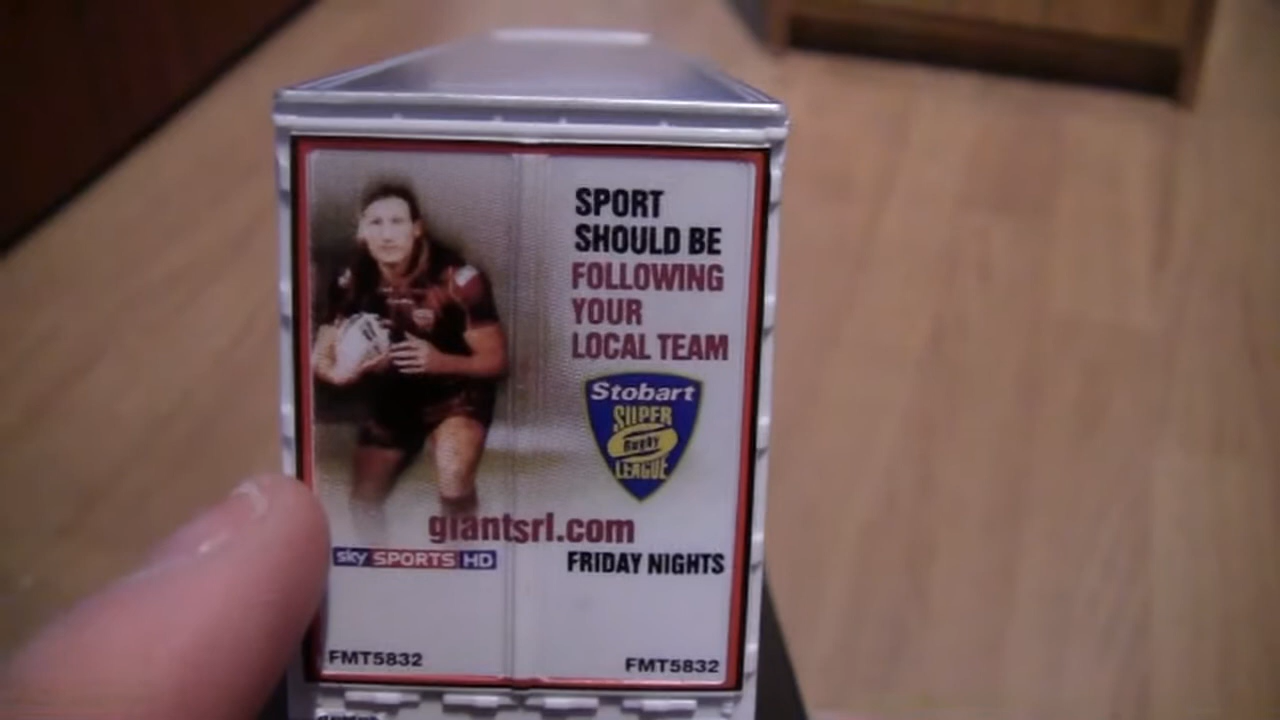 SPORT
SHOULD BE
FOLLOWING
YOUR
LOCAL TEAM
Stobart
SUPER
Rugby
LEAGUE
giantsrl.com
sky SPORTS HD
FRIDAY NIGHTS
FMT5832
FMT5832